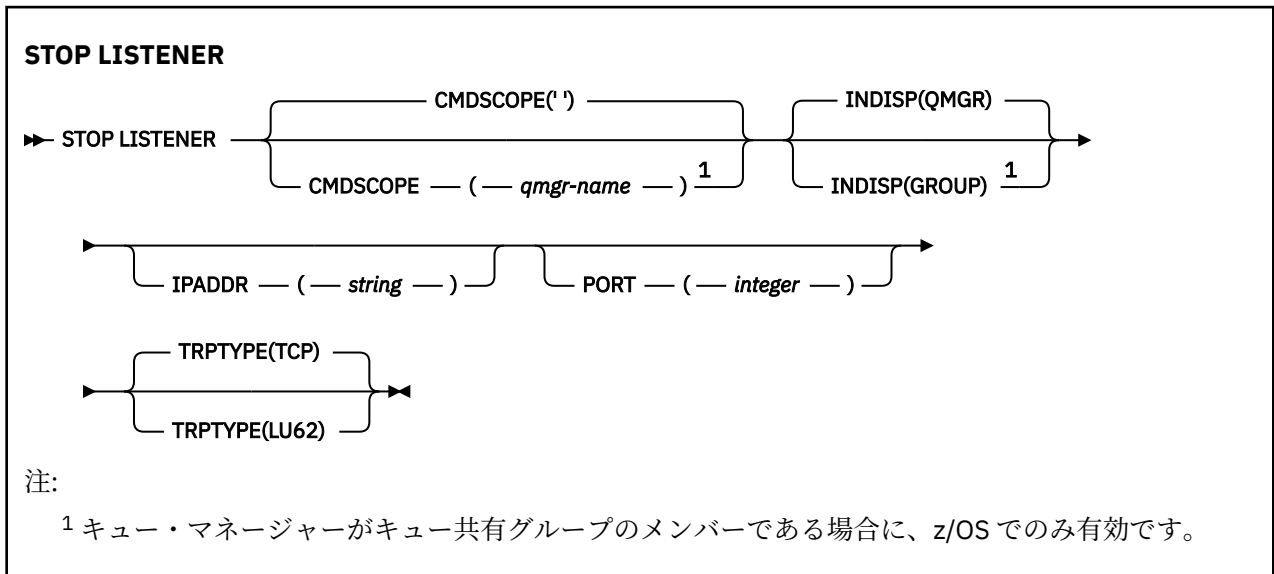 STOP LISTENER
CMDSCOPE(' ') INDISP(QMGR)
STOP LISTENER
CMDSCOPE ( qmgr-name ) 1 INDISP(GROUP) 1
IPADDR ( string ) PORT ( integer )
TRPTYPE(TCP)
TRPTYPE(LU62)
注:
1 キュー・マネージャーがキュー共有グループのメンバーである場合に、z/OS でのみ有効です。